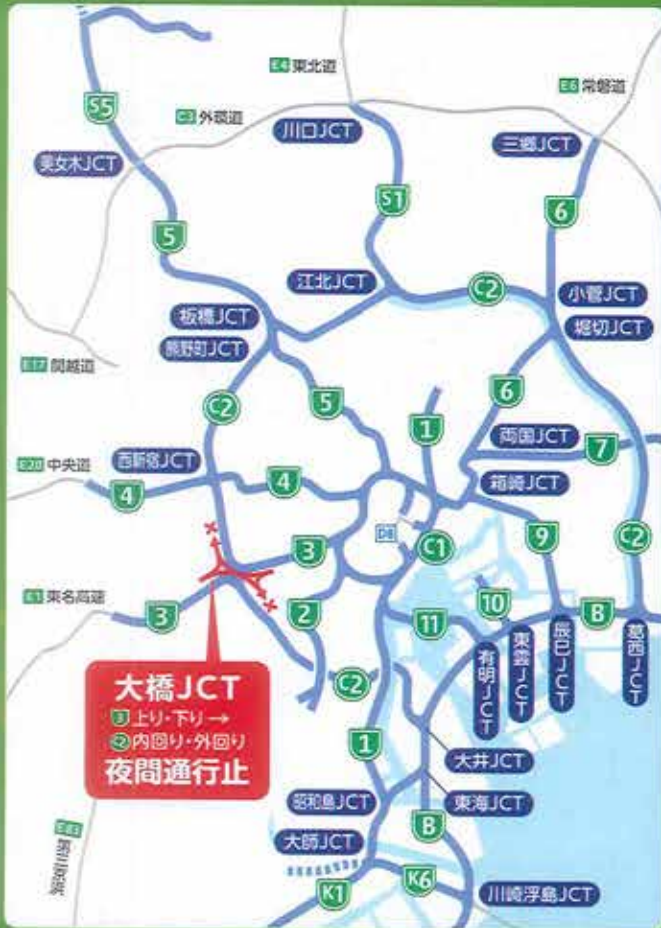 E4 東北道
E6 常磐道
S5
C3 外環道
川口JCT
三郷JCT
美女木JCT
S1
6
5
江北JCT
C2
小菅JCT
板橋JCT
堀切JCT
熊野町JCT
E17 関越道
C2
5
1
6
両国JCT
7
E20 中央道
西新宿JCT
4
4
箱崎JCT
D8
C1
9
C2
3
E1 東名高速
3
2
11
10
B
有明JCT
東雲JCT
辰巳JCT
葛西JCT
大橋JCT
3 上り・下り →
C2 内回り・外回り
夜間通行止
C2
1
大井JCT
昭和島JCT
東海JCT
大師JCT
B
E83
第三京浜
K1
K6
川崎浮島JCT